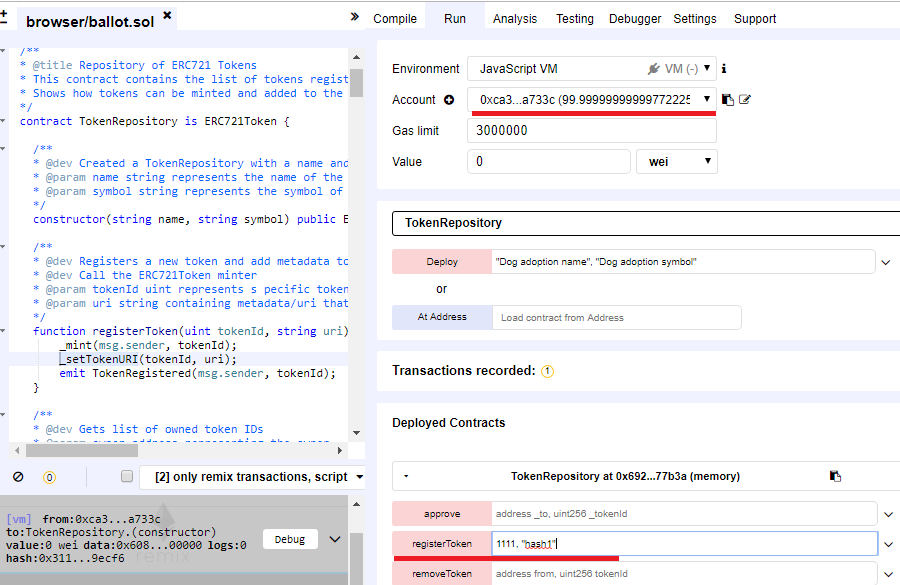 browser/ballot.sol
»
Compile
Run
Analysis
Testing
Debugger
Settings
Support
/**
* @title Repository of ERC721 Tokens
* This contract contains the list of tokens regist
* Shows how tokens can be minted and added to the
*/
contract TokenRepository is ERC721Token {
/**
* @dev Created a TokenRepository with a name and
* @param name string represents the name of the
* @param symbol string represents the symbol of
*/
constructor(string name, string symbol) public E
/**
* @dev Registers a new token and add metadata to
* @dev Call the ERC721Token minter
* @param tokenId uint represents s pecific token
* @param uri string containing metadata/uri that
*/
function registerToken(uint tokenId, string uri)
_mint(msg.sender, tokenId);
_setTokenURI(tokenId, uri);
emit TokenRegistered(msg.sender, tokenId);
}
/**
* @dev Gets list of owned token IDs
0
[2] only remix transactions, script
[vm] from:0xca3...a733c
to:TokenRepository.(constructor)
value:0 wei data:0x608...00000 logs:0
hash:0x311...9ecf6
Debug
remix
Environment
JavaScript VM
VM (-)
Account
0xca3...a733c (99.99999999999772225
Gas limit
3000000
Value
0
wei
TokenRepository
Deploy
"Dog adoption name", "Dog adoption symbol"
or
At Address
Load contract from Address
Transactions recorded: 1
Deployed Contracts
TokenRepository at 0x692...77b3a (memory)
approve
address _to, uint256 _tokenId
registerToken
1111, "hash1"
removeToken
address from, uint256 tokenId